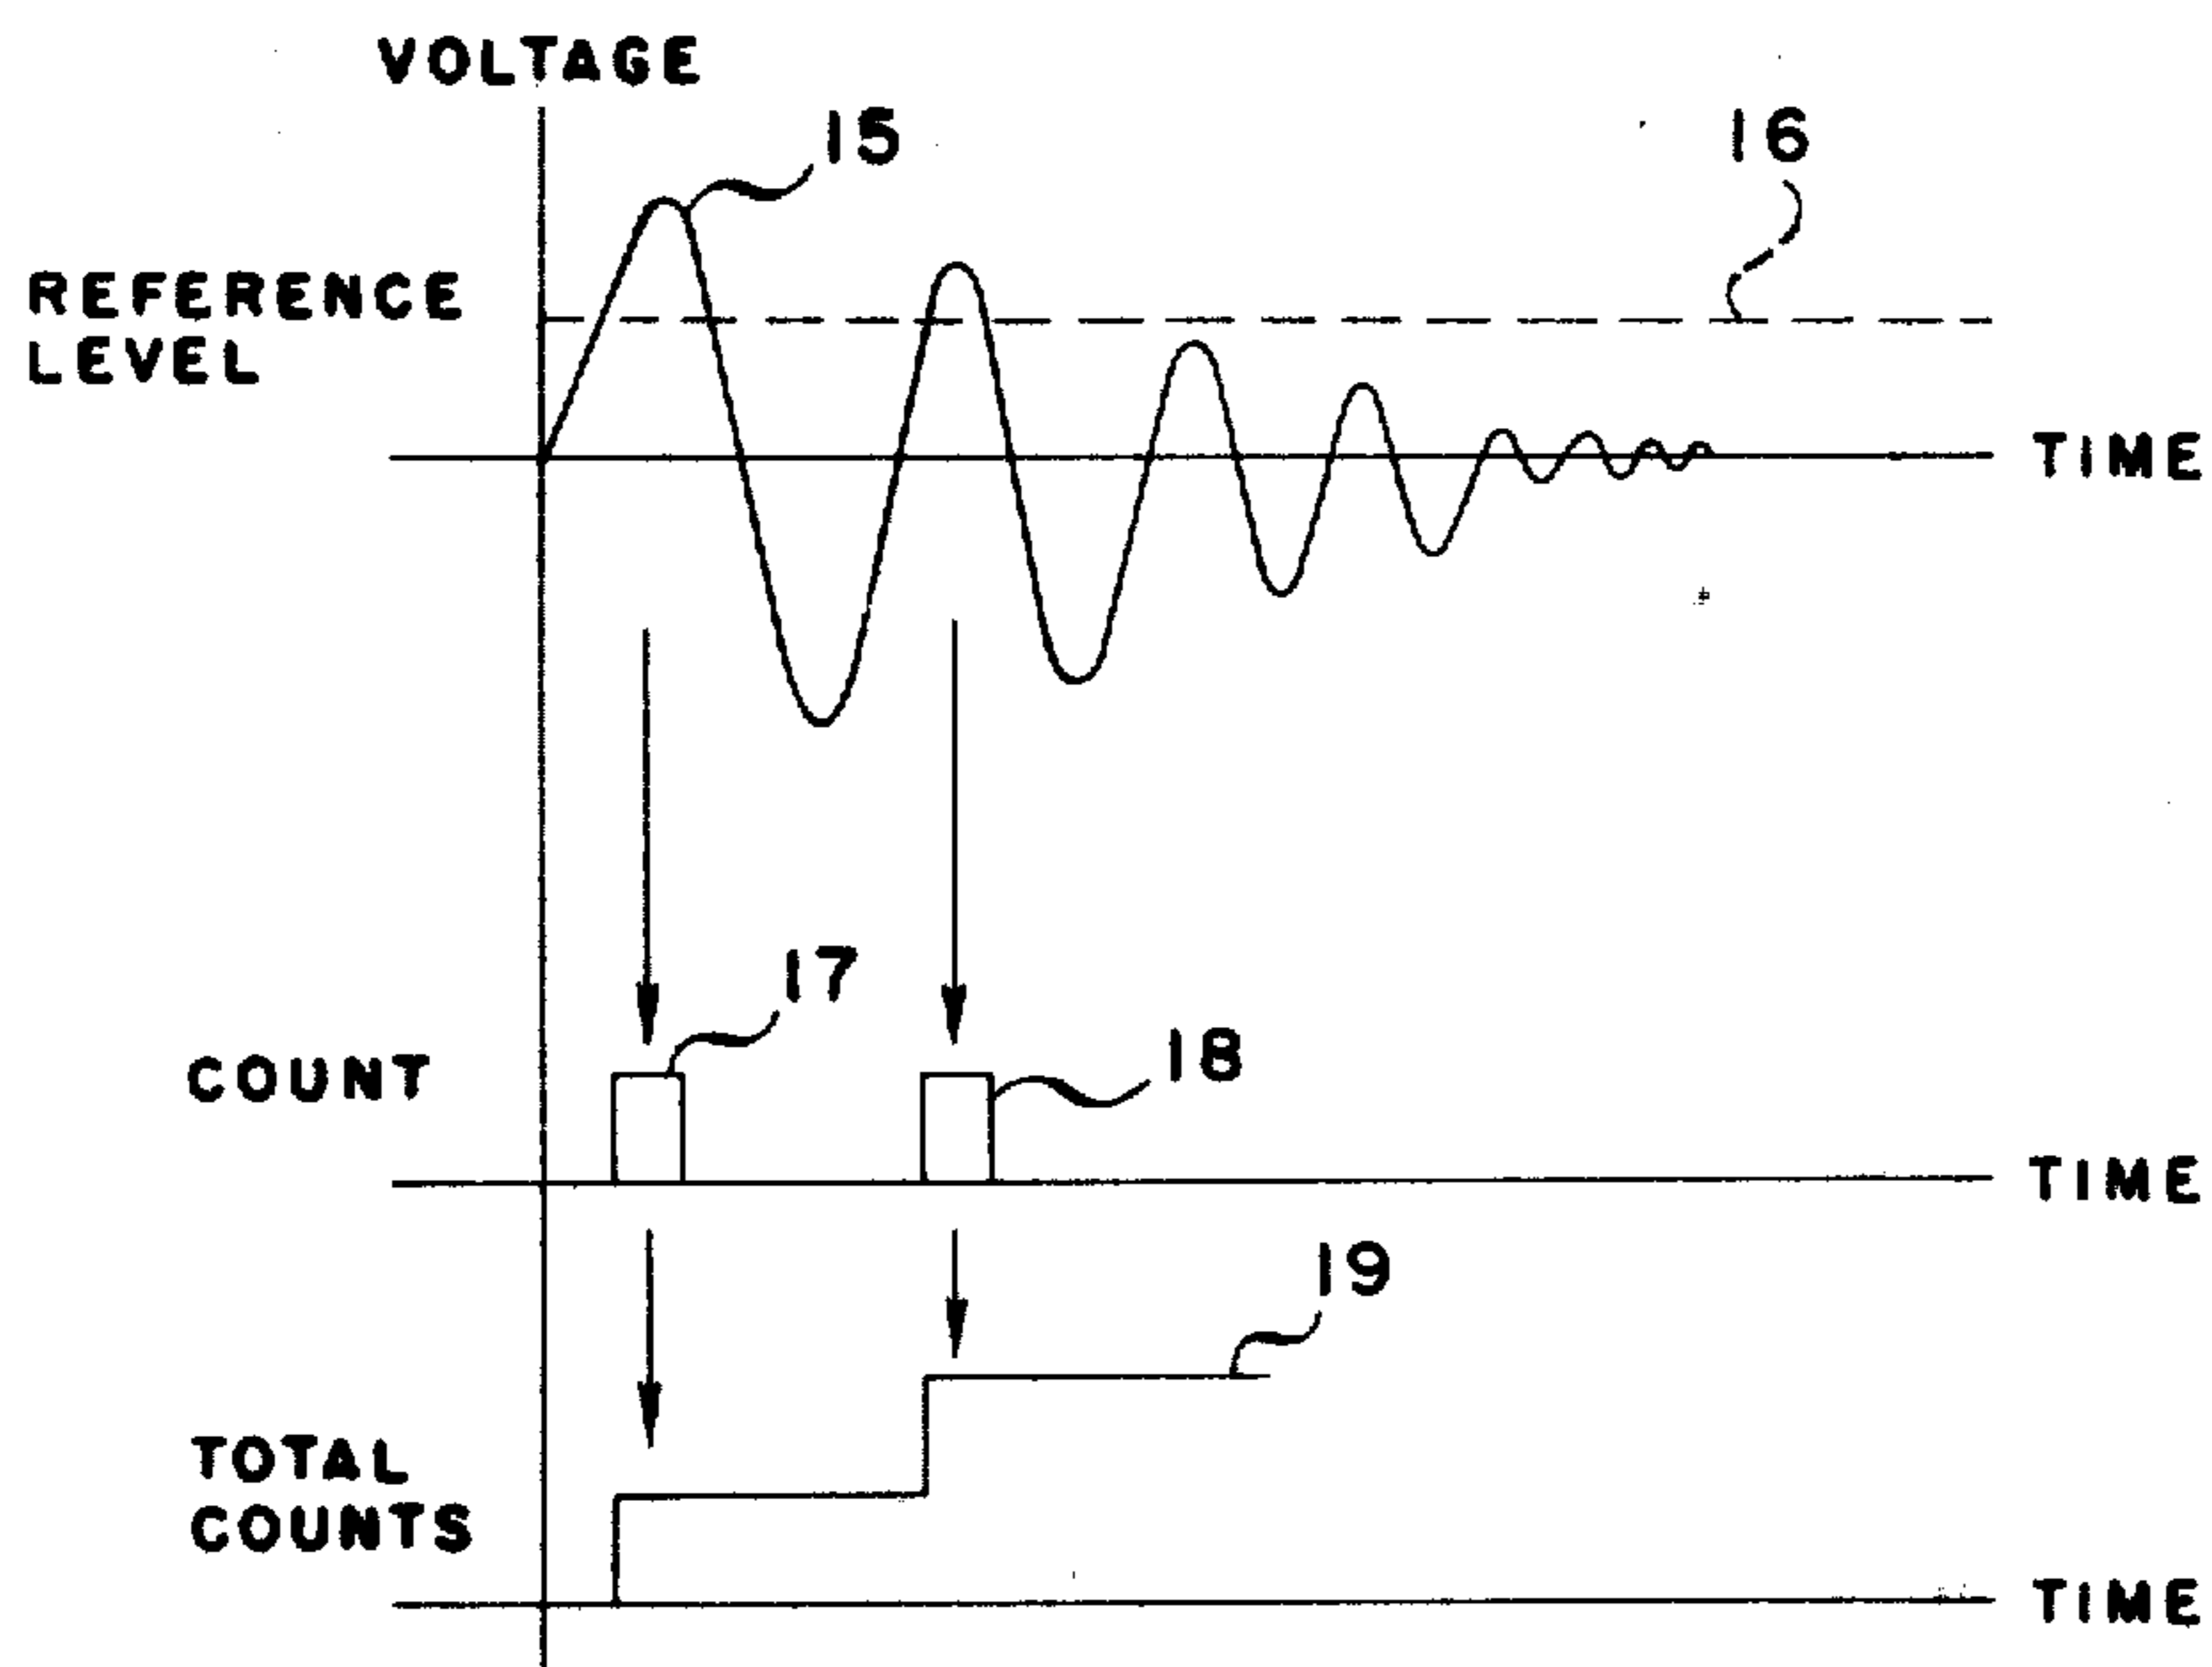 VOLTAGE
15
16
REFERENCE
LEVEL
TIME
17
COUNT
18
TIME
19
TOTAL
COUNTS
TIME